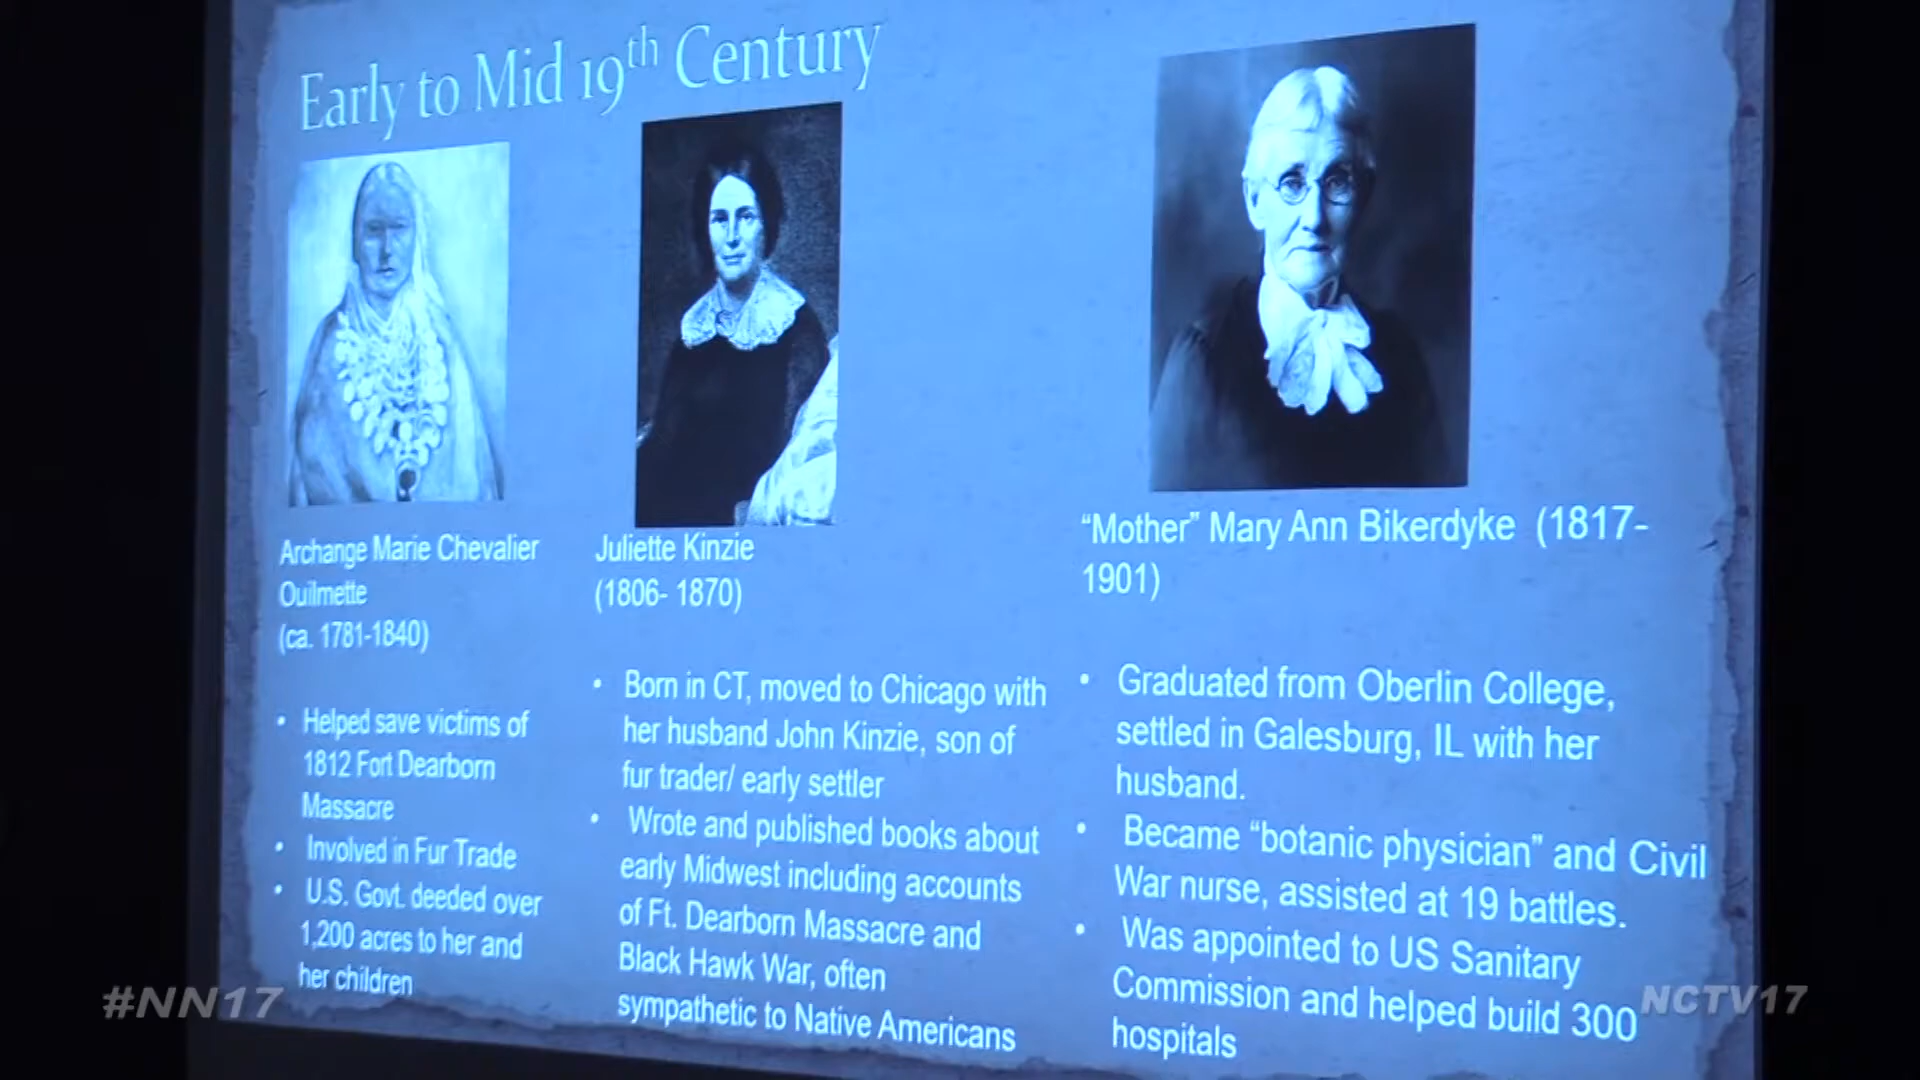 Early to Mid 19th Century
Archange Marie Chevalier
Ouilmette
(ca. 1781-1840)
• Helped save victims of
1812 Fort Dearborn
Massacre
• Involved in Fur Trade
• U.S. Govt. deeded over
1,200 acres to her and
her children
Juliette Kinzie
(1806- 1870)
• Born in CT, moved to Chicago with
her husband John Kinzie, son of
fur trader/ early settler
• Wrote and published books about
early Midwest including accounts
of Ft. Dearborn Massacre and
Black Hawk War, often
sympathetic to Native Americans
“Mother” Mary Ann Bikerdyke (1817-
1901)
• Graduated from Oberlin College,
settled in Galesburg, IL with her
husband.
• Became “botanic physician” and Civil
War nurse, assisted at 19 battles.
• Was appointed to US Sanitary
Commission and helped build 300
hospitals
#NN17
NCTV17